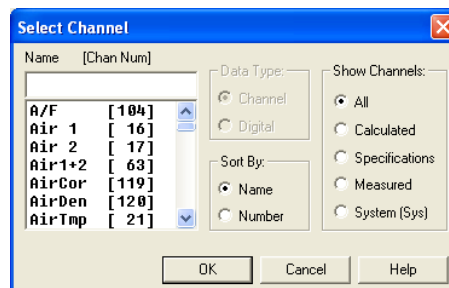 Select Channel
Name [Chan Num]
A/F [104]
Air 1 [ 16]
Air 2 [ 17]
Air1+2 [ 63]
AirCor [119]
AirDen [120]
AirTmp [ 21]
Data Type:
Channel
Digital
Sort By:
Name
Number
Show Channels:
All
Calculated
Specifications
Measured
System (Sys)
OK Cancel Help